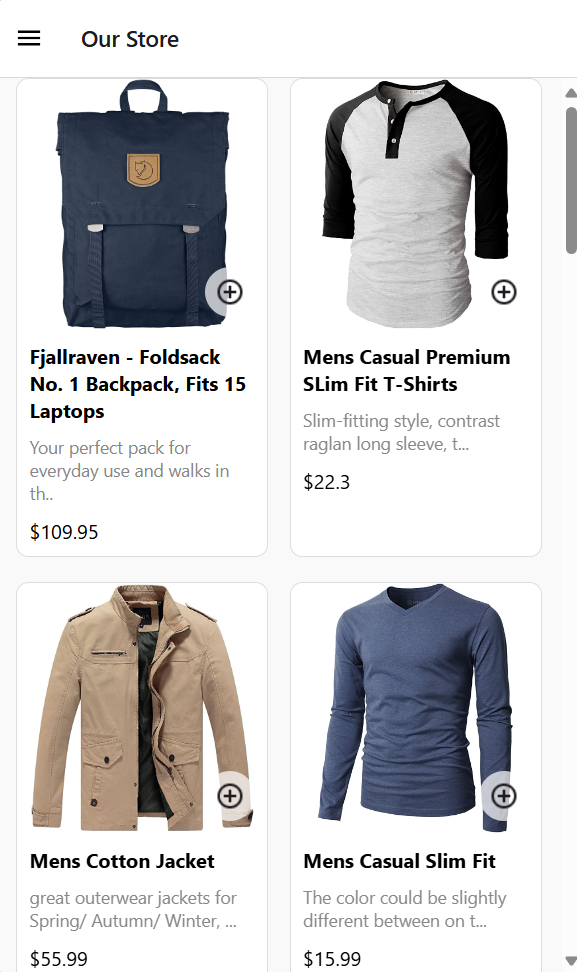 Our Store
Fjallraven - Foldsack
No. 1 Backpack, Fits 15
Laptops
Your perfect pack for
everyday use and walks in
th..
$109.95
Mens Casual Premium
SLim Fit T-Shirts
Slim-fitting style, contrast
raglan long sleeve, t...
$22.3
Mens Cotton Jacket
great outerwear jackets for
Spring/ Autumn/ Winter, ...
$55.99
Mens Casual Slim Fit
The color could be slightly
different between on t...
$15.99